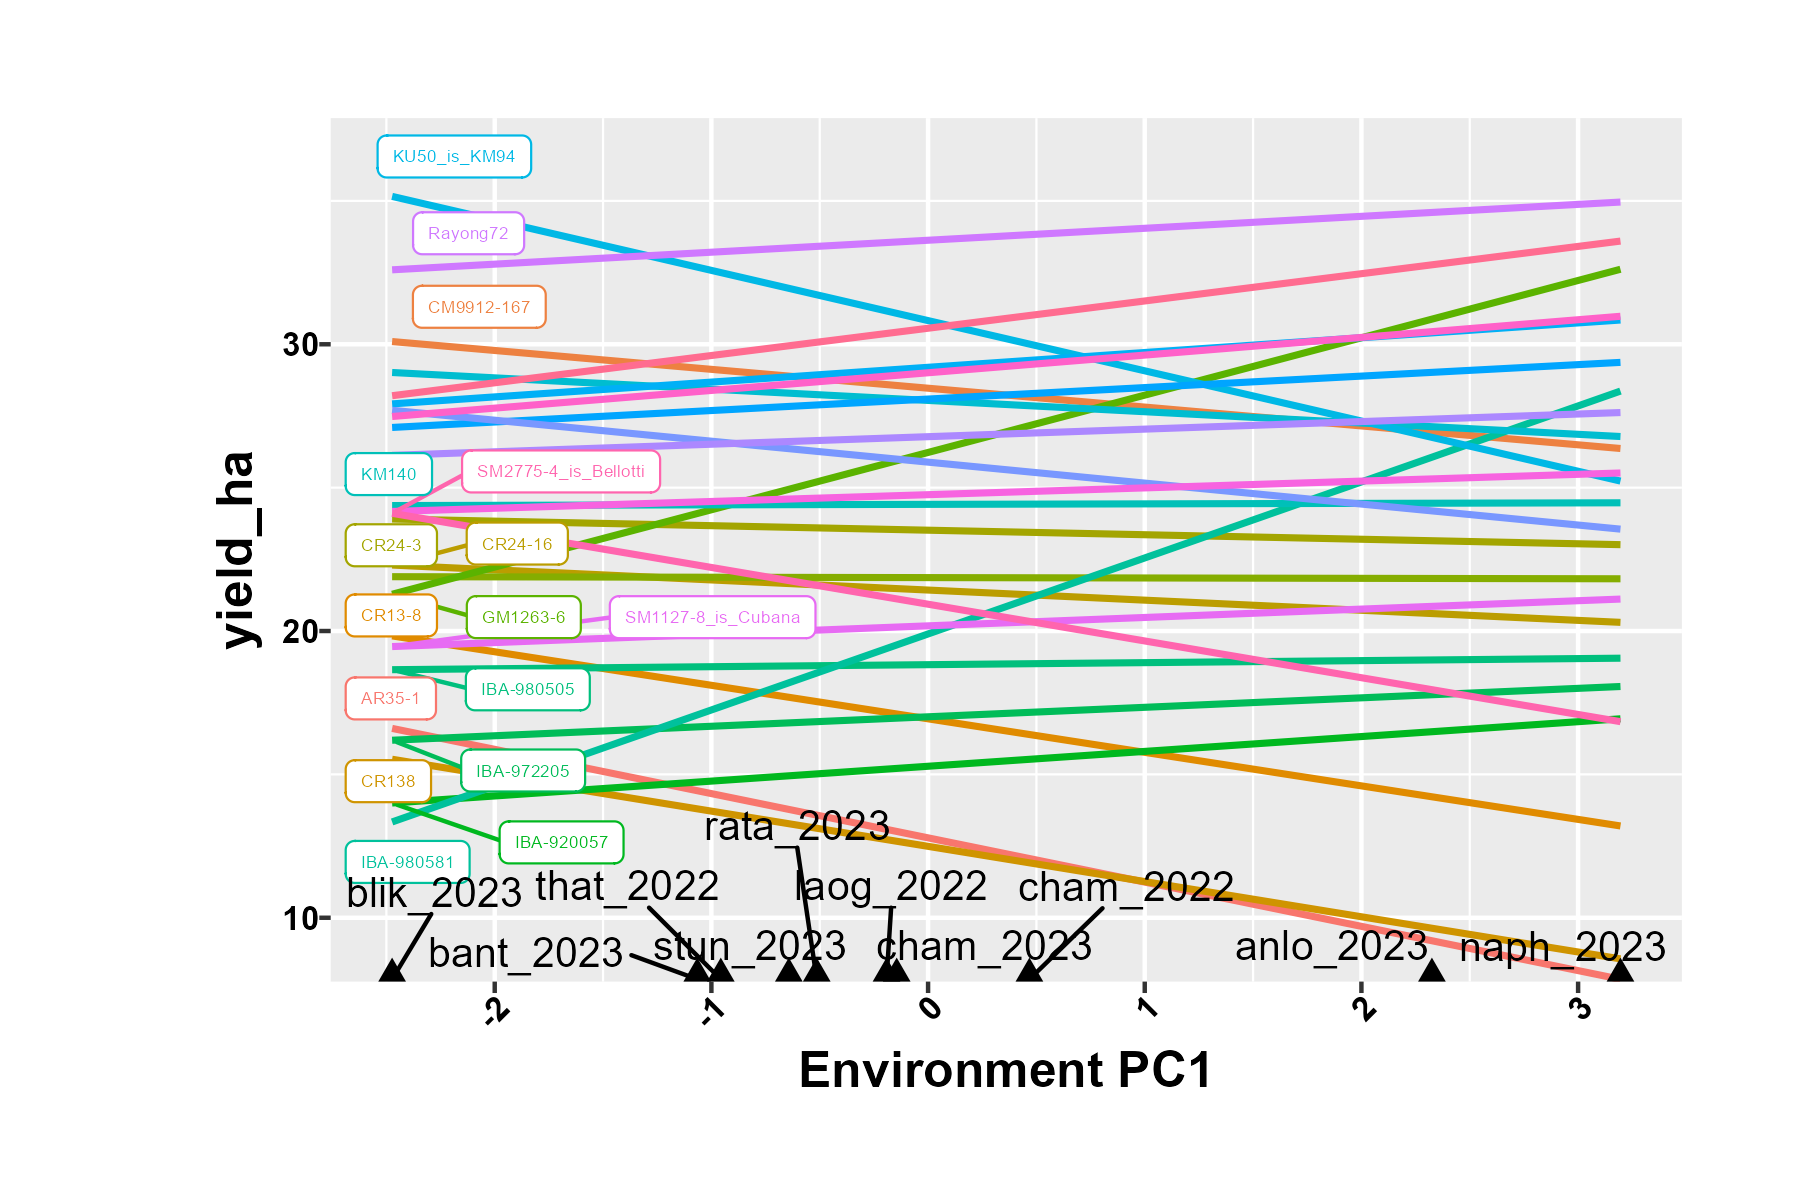 KU50_is_KM94
Rayong72
CM9912-167
30
KM140
SM2775-4_is_Bellotti
CR24-3
CR24-16
CR13-8
GM1263-6
SM1127-8_is_Cubana
20
IBA-980505
AR35-1
IBA-972205
CR138
IBA-920057
IBA-980581
rata_2023
blik_2023
that_2022
laog_2022
cham_2022
10
bant_2023
stun_2023
cham_2023
anlo_2023
naph_2023
yield_ha
-2
-1
0
1
2
3
Environment PC1